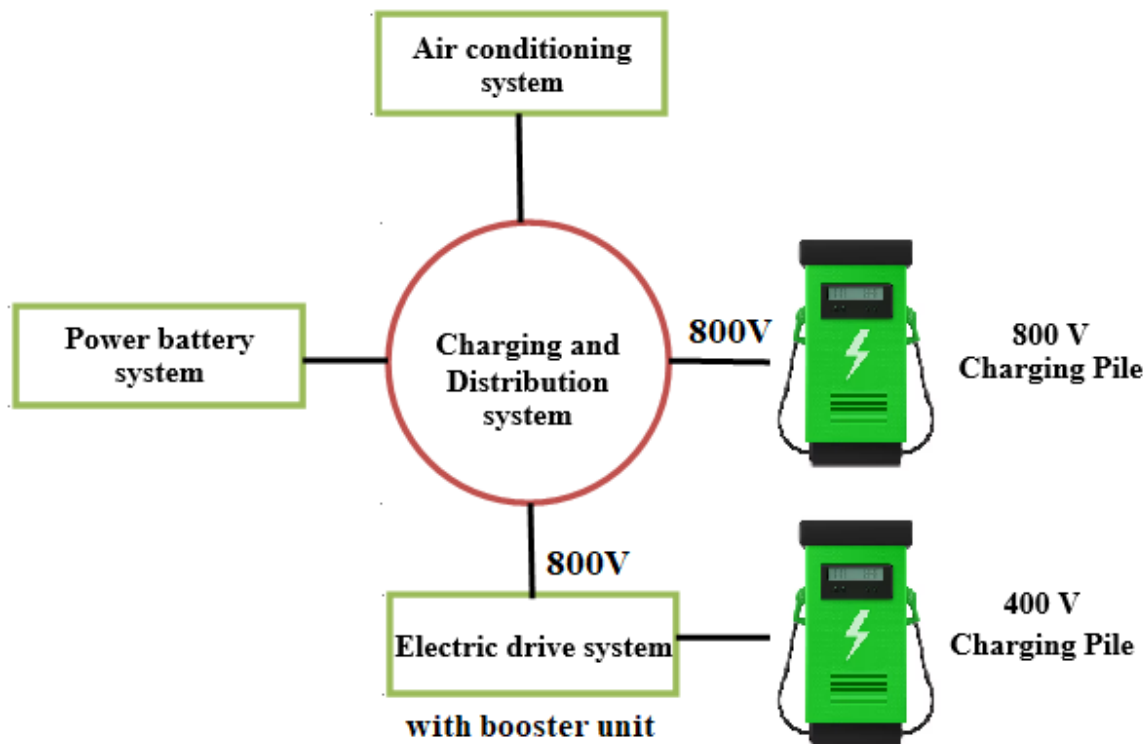 Air conditioning
system
Power battery
system
Charging and
Distribution
system
800V
800 V
Charging Pile
800V
Electric drive system
with booster unit
400 V
Charging Pile